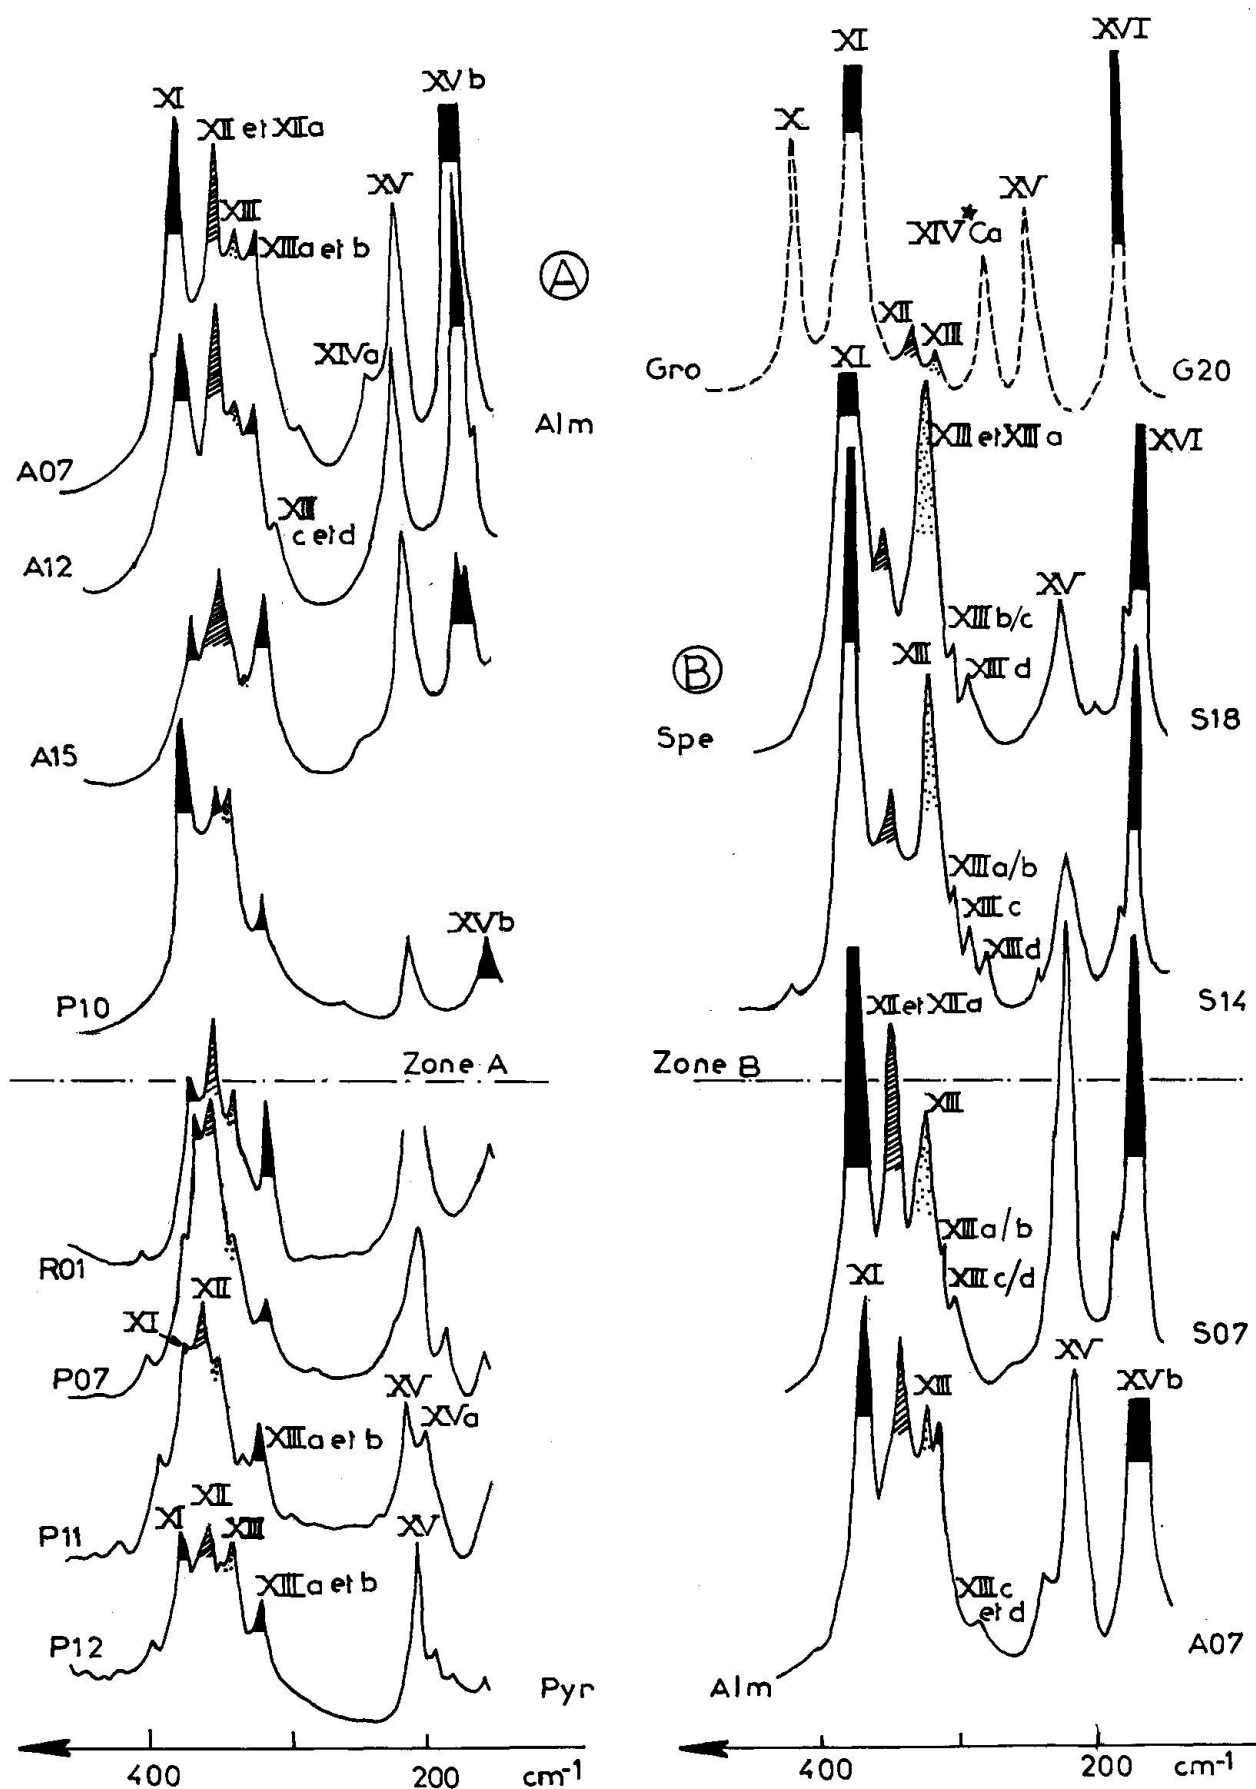 XI
XII et XIIa
XIII
XIIIa et b
XV
XVb
A
XIVa
Alm
A07
XIII
c et d
A12
A15
XVb
P10
Zone A
R01
XII
XI
P07
XV
XVa
XIIIa et b
XII
P11
XI
XIII
XV
XIIIa et b
P12
Pyr
400
200
cm-1
XI
XVI
X
XV
XIV*Ca
XII
XIII
Gro
XI
G20
XIII et XIIIa
XVI
XIII b/c
XV
XIII
XIII d
B
Spe
S18
XIIIa/b
XIII c
XIIId
S14
XII et XIIa
Zone B
XIII
XIIIa/b
XI
XIII c/d
S07
XV
XIII
XVb
XIIIc
et d
A07
Alm
400
200
cm-1